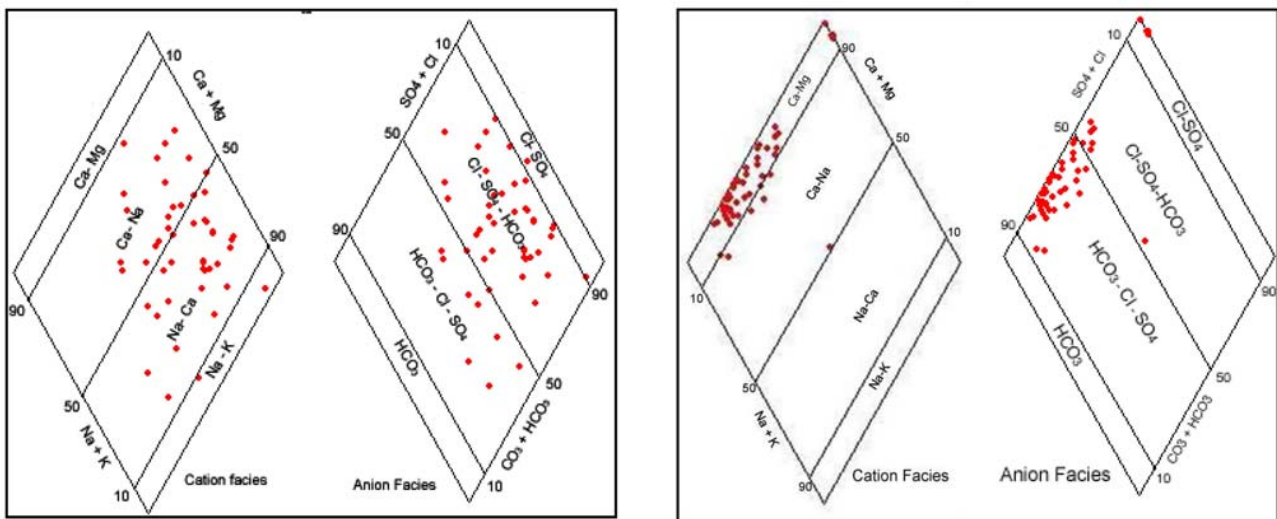 10
Ca + Mg
50
90
Ca- Mg
Ca- Na
Na- Ca
Na - K
90
50
Na + K
10
Cation facies
10
SO4 + Cl
50
90
Cl- SO₄
Cl - SO₄ - HCO₃
HCO₃ - Cl - SO₄
HCO₃
90
50
CO₃ + HCO₃
10
Anion Facies
90
Ca + Mg
50
10
Ca-Mg
Ca-Na
Na-Ca
Na-K
10
50
Na + K
90
Cation Facies
10
SO4 + Cl
50
90
Cl-SO4
Cl-SO4-HCO3
HCO3 - Cl - SO4
HCO3
90
50
CO3 + HCO3
10
Anion Facies